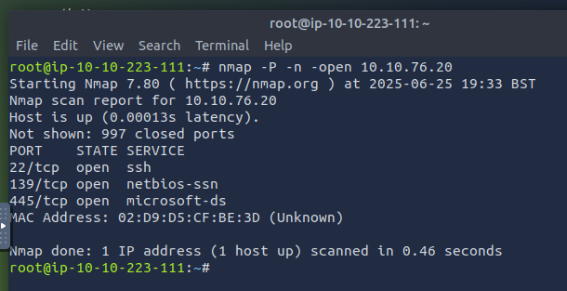 root@ip-10-10-223-111: ~
File Edit View Search Terminal Help
root@ip-10-10-223-111:~# nmap -P -n -open 10.10.76.20
Starting Nmap 7.80 ( https://nmap.org ) at 2025-06-25 19:33 BST
Nmap scan report for 10.10.76.20
Host is up (0.00013s latency).
Not shown: 997 closed ports
PORT    STATE SERVICE
22/tcp  open  ssh
139/tcp open  netbios-ssn
445/tcp open  microsoft-ds
MAC Address: 02:D9:D5:CF:BE:3D (Unknown)
Nmap done: 1 IP address (1 host up) scanned in 0.46 seconds
root@ip-10-10-223-111:~#